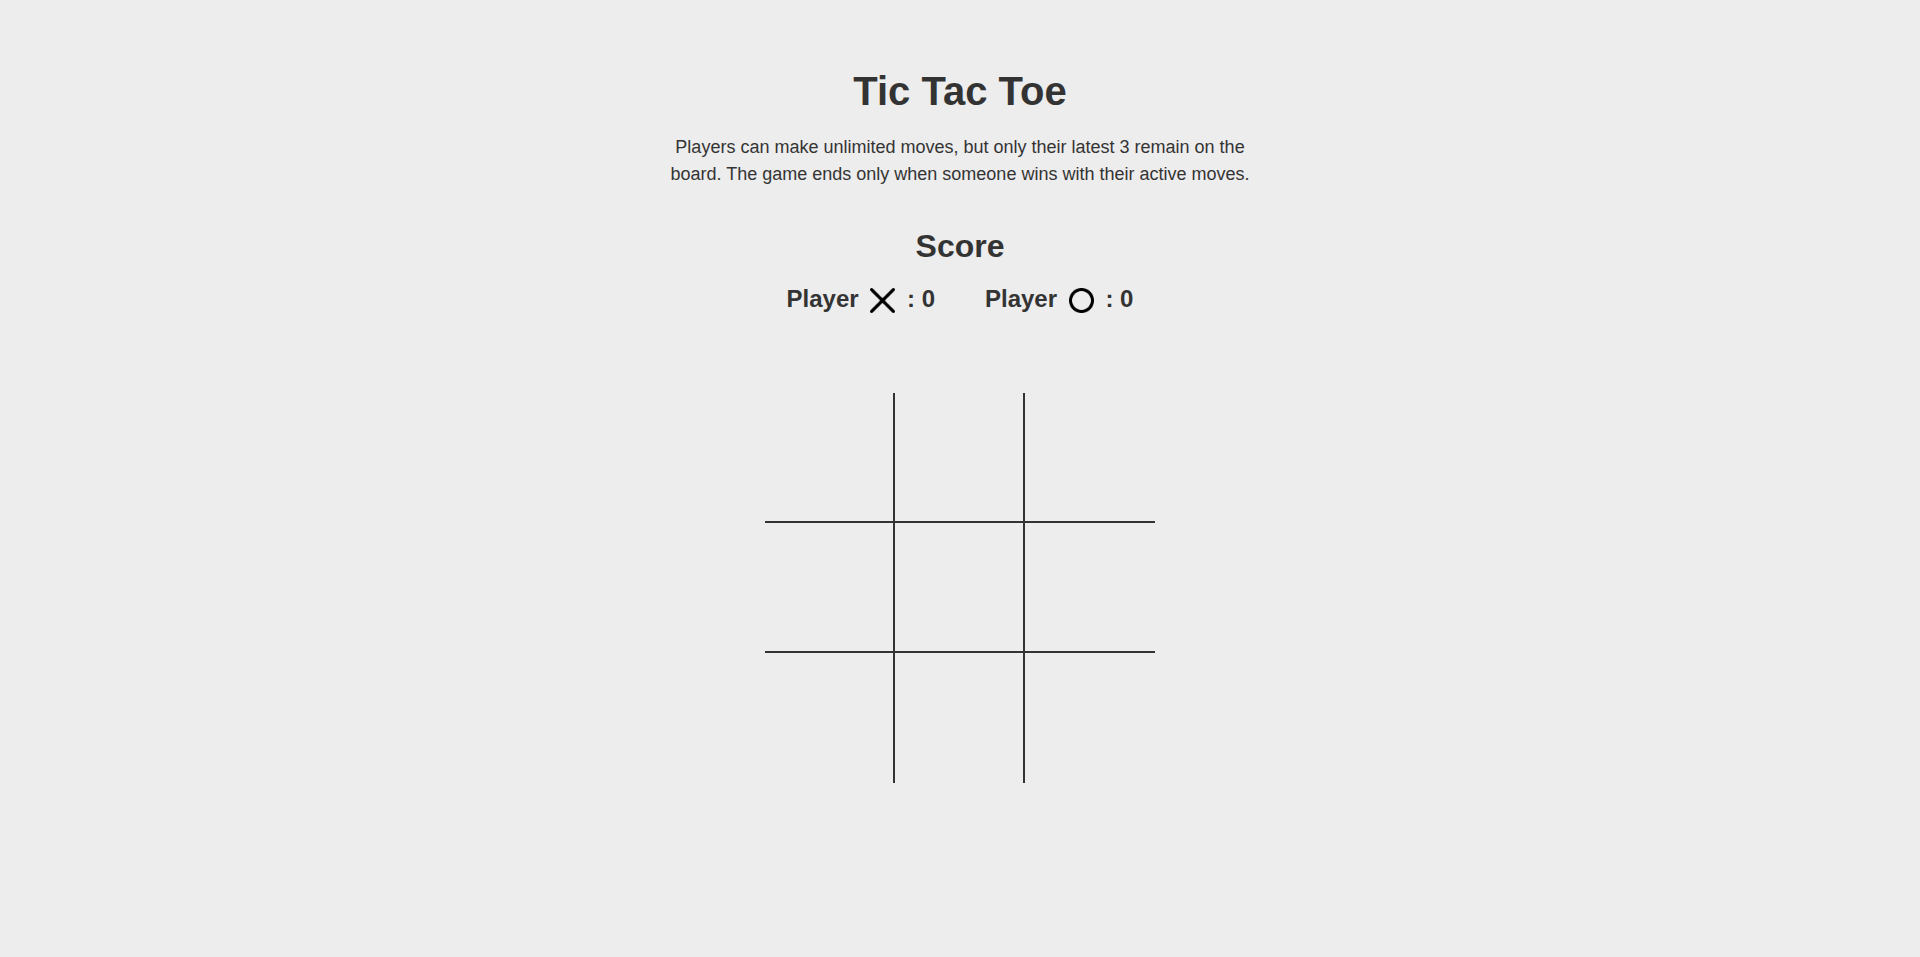 Tic Tac Toe
Players can make unlimited moves, but only their latest 3 remain on the
board. The game ends only when someone wins with their active moves.
Score
Player X : 0 Player O : 0